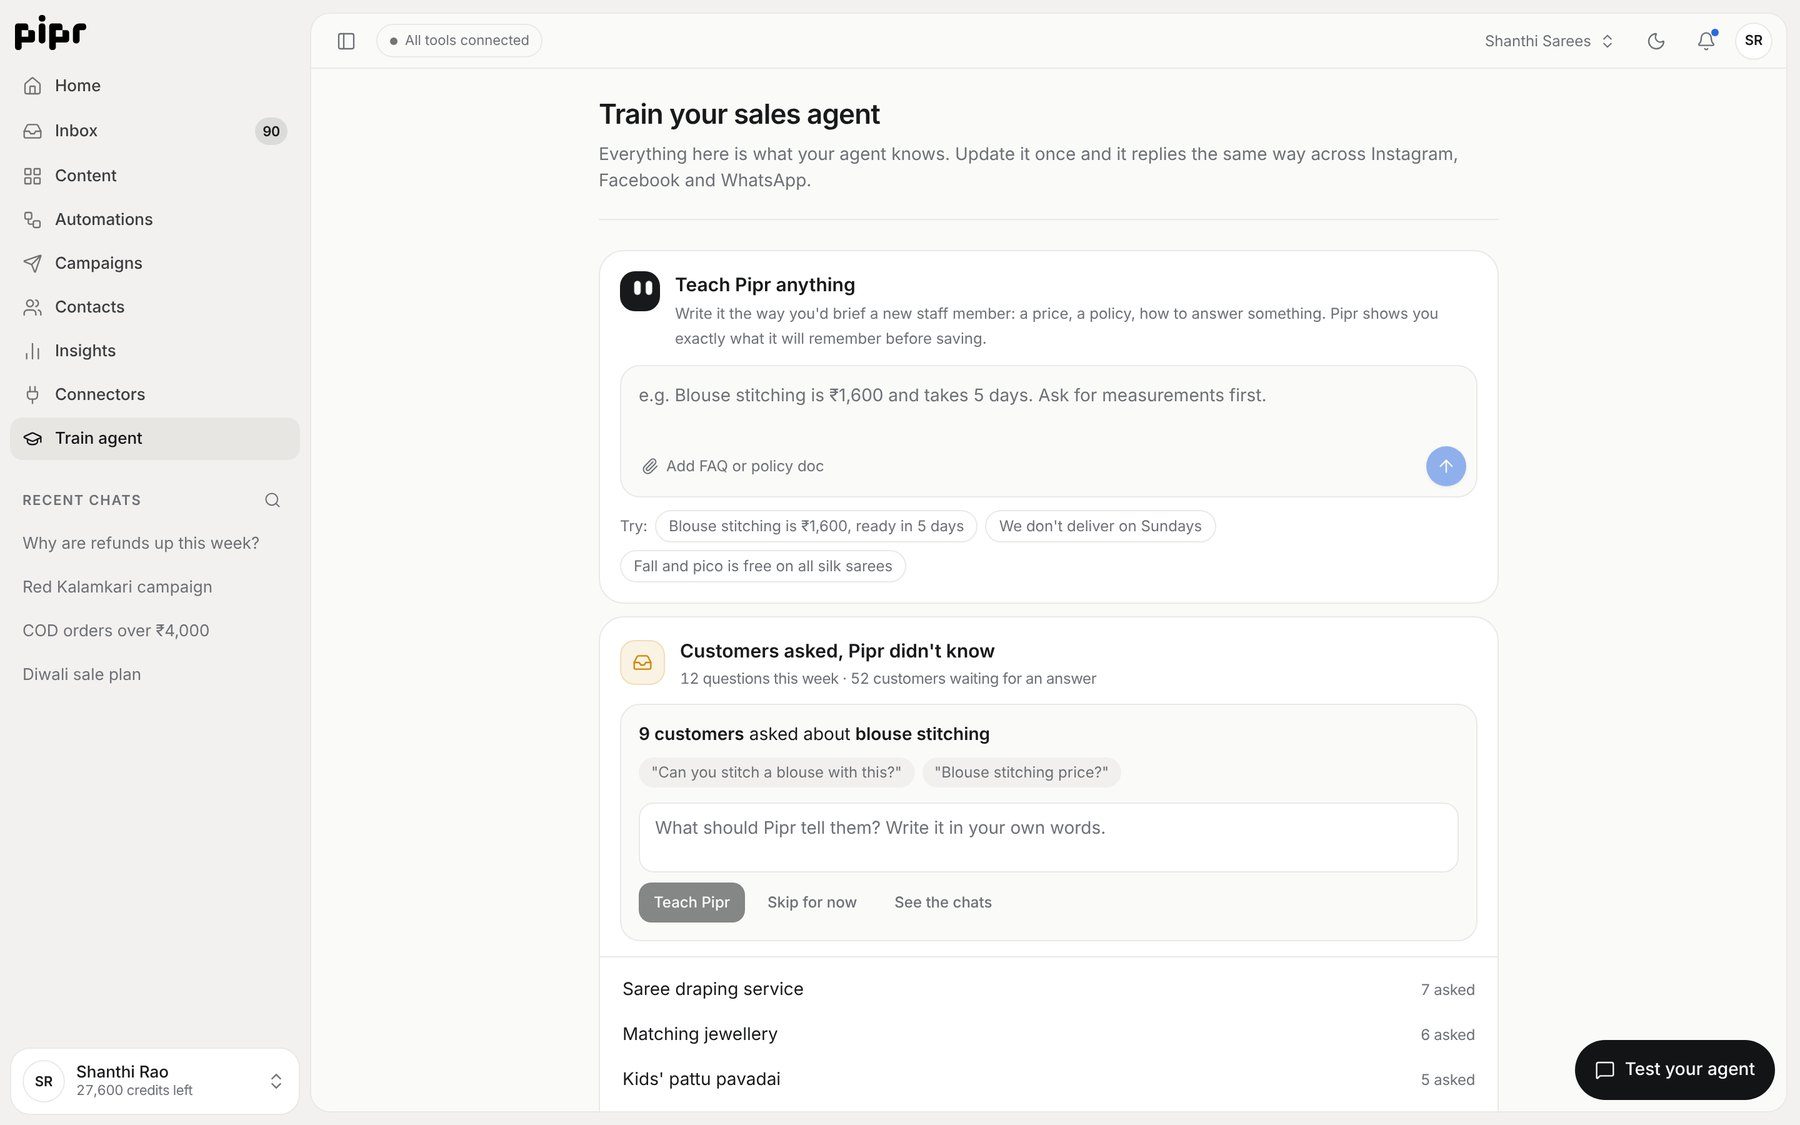 pipr
Home
Inbox 90
Content
Automations
Campaigns
Contacts
Insights
Connectors
Train agent
RECENT CHATS
Why are refunds up this week?
Red Kalamkari campaign
COD orders over ₹4,000
Diwali sale plan
SR
Shanthi Rao
27,600 credits left
All tools connected
Shanthi Sarees
SR
Train your sales agent
Everything here is what your agent knows. Update it once and it replies the same way across Instagram,
Facebook and WhatsApp.
Teach Pipr anything
Write it the way you'd brief a new staff member: a price, a policy, how to answer something. Pipr shows you
exactly what it will remember before saving.
e.g. Blouse stitching is ₹1,600 and takes 5 days. Ask for measurements first.
Add FAQ or policy doc
Try: Blouse stitching is ₹1,600, ready in 5 days We don't deliver on Sundays
Fall and pico is free on all silk sarees
Customers asked, Pipr didn't know
12 questions this week · 52 customers waiting for an answer
9 customers asked about blouse stitching
"Can you stitch a blouse with this?" "Blouse stitching price?"
What should Pipr tell them? Write it in your own words.
Teach Pipr Skip for now See the chats
Saree draping service 7 asked
Matching jewellery 6 asked
Kids' pattu pavadai 5 asked
Test your agent